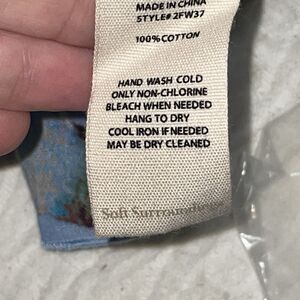 MADE IN CHINA
STYLE# 2FW37
100% COTTON
HAND WASH COLD
ONLY NON-CHLORINE
BLEACH WHEN NEEDED
HANG TO DRY
COOL IRON IF NEEDED
MAY BE DRY CLEANED
Soft Surroundings